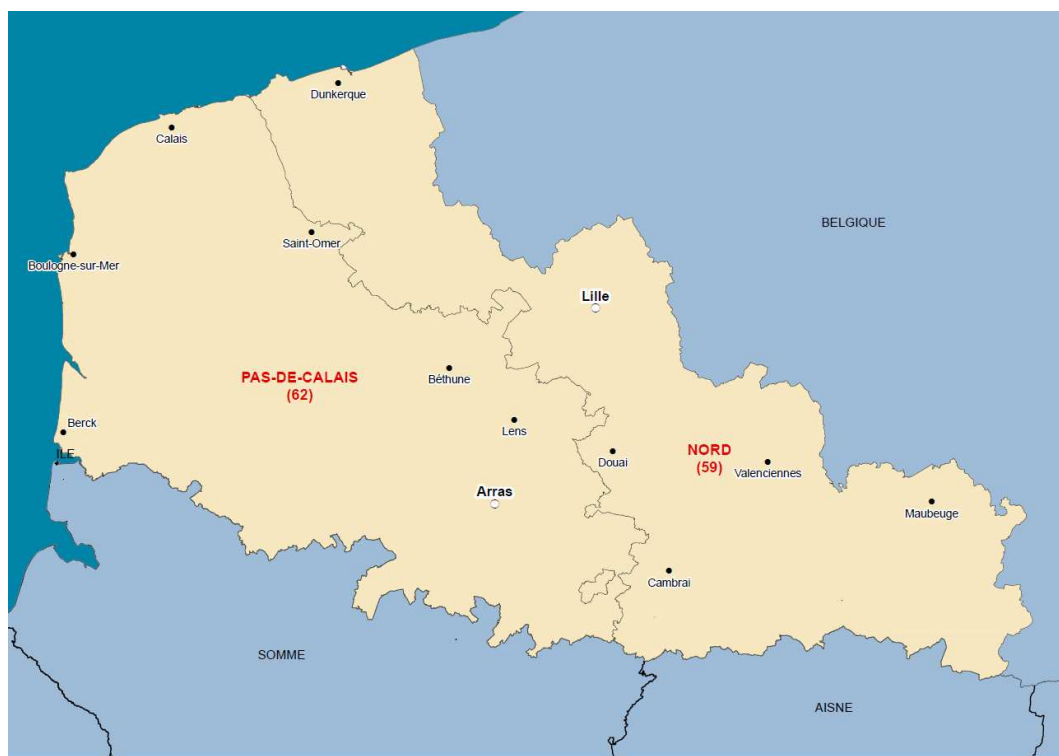 Dunkerque
Calais
BELGIQUE
Saint-Omer
Boulogne-sur-Mer
Lille
PAS-DE-CALAIS
(62)
Béthune
Berck
Lens
ILE
NORD
(59)
Douai
Valenciennes
Arras
Maubeuge
Cambrai
SOMME
AISNE